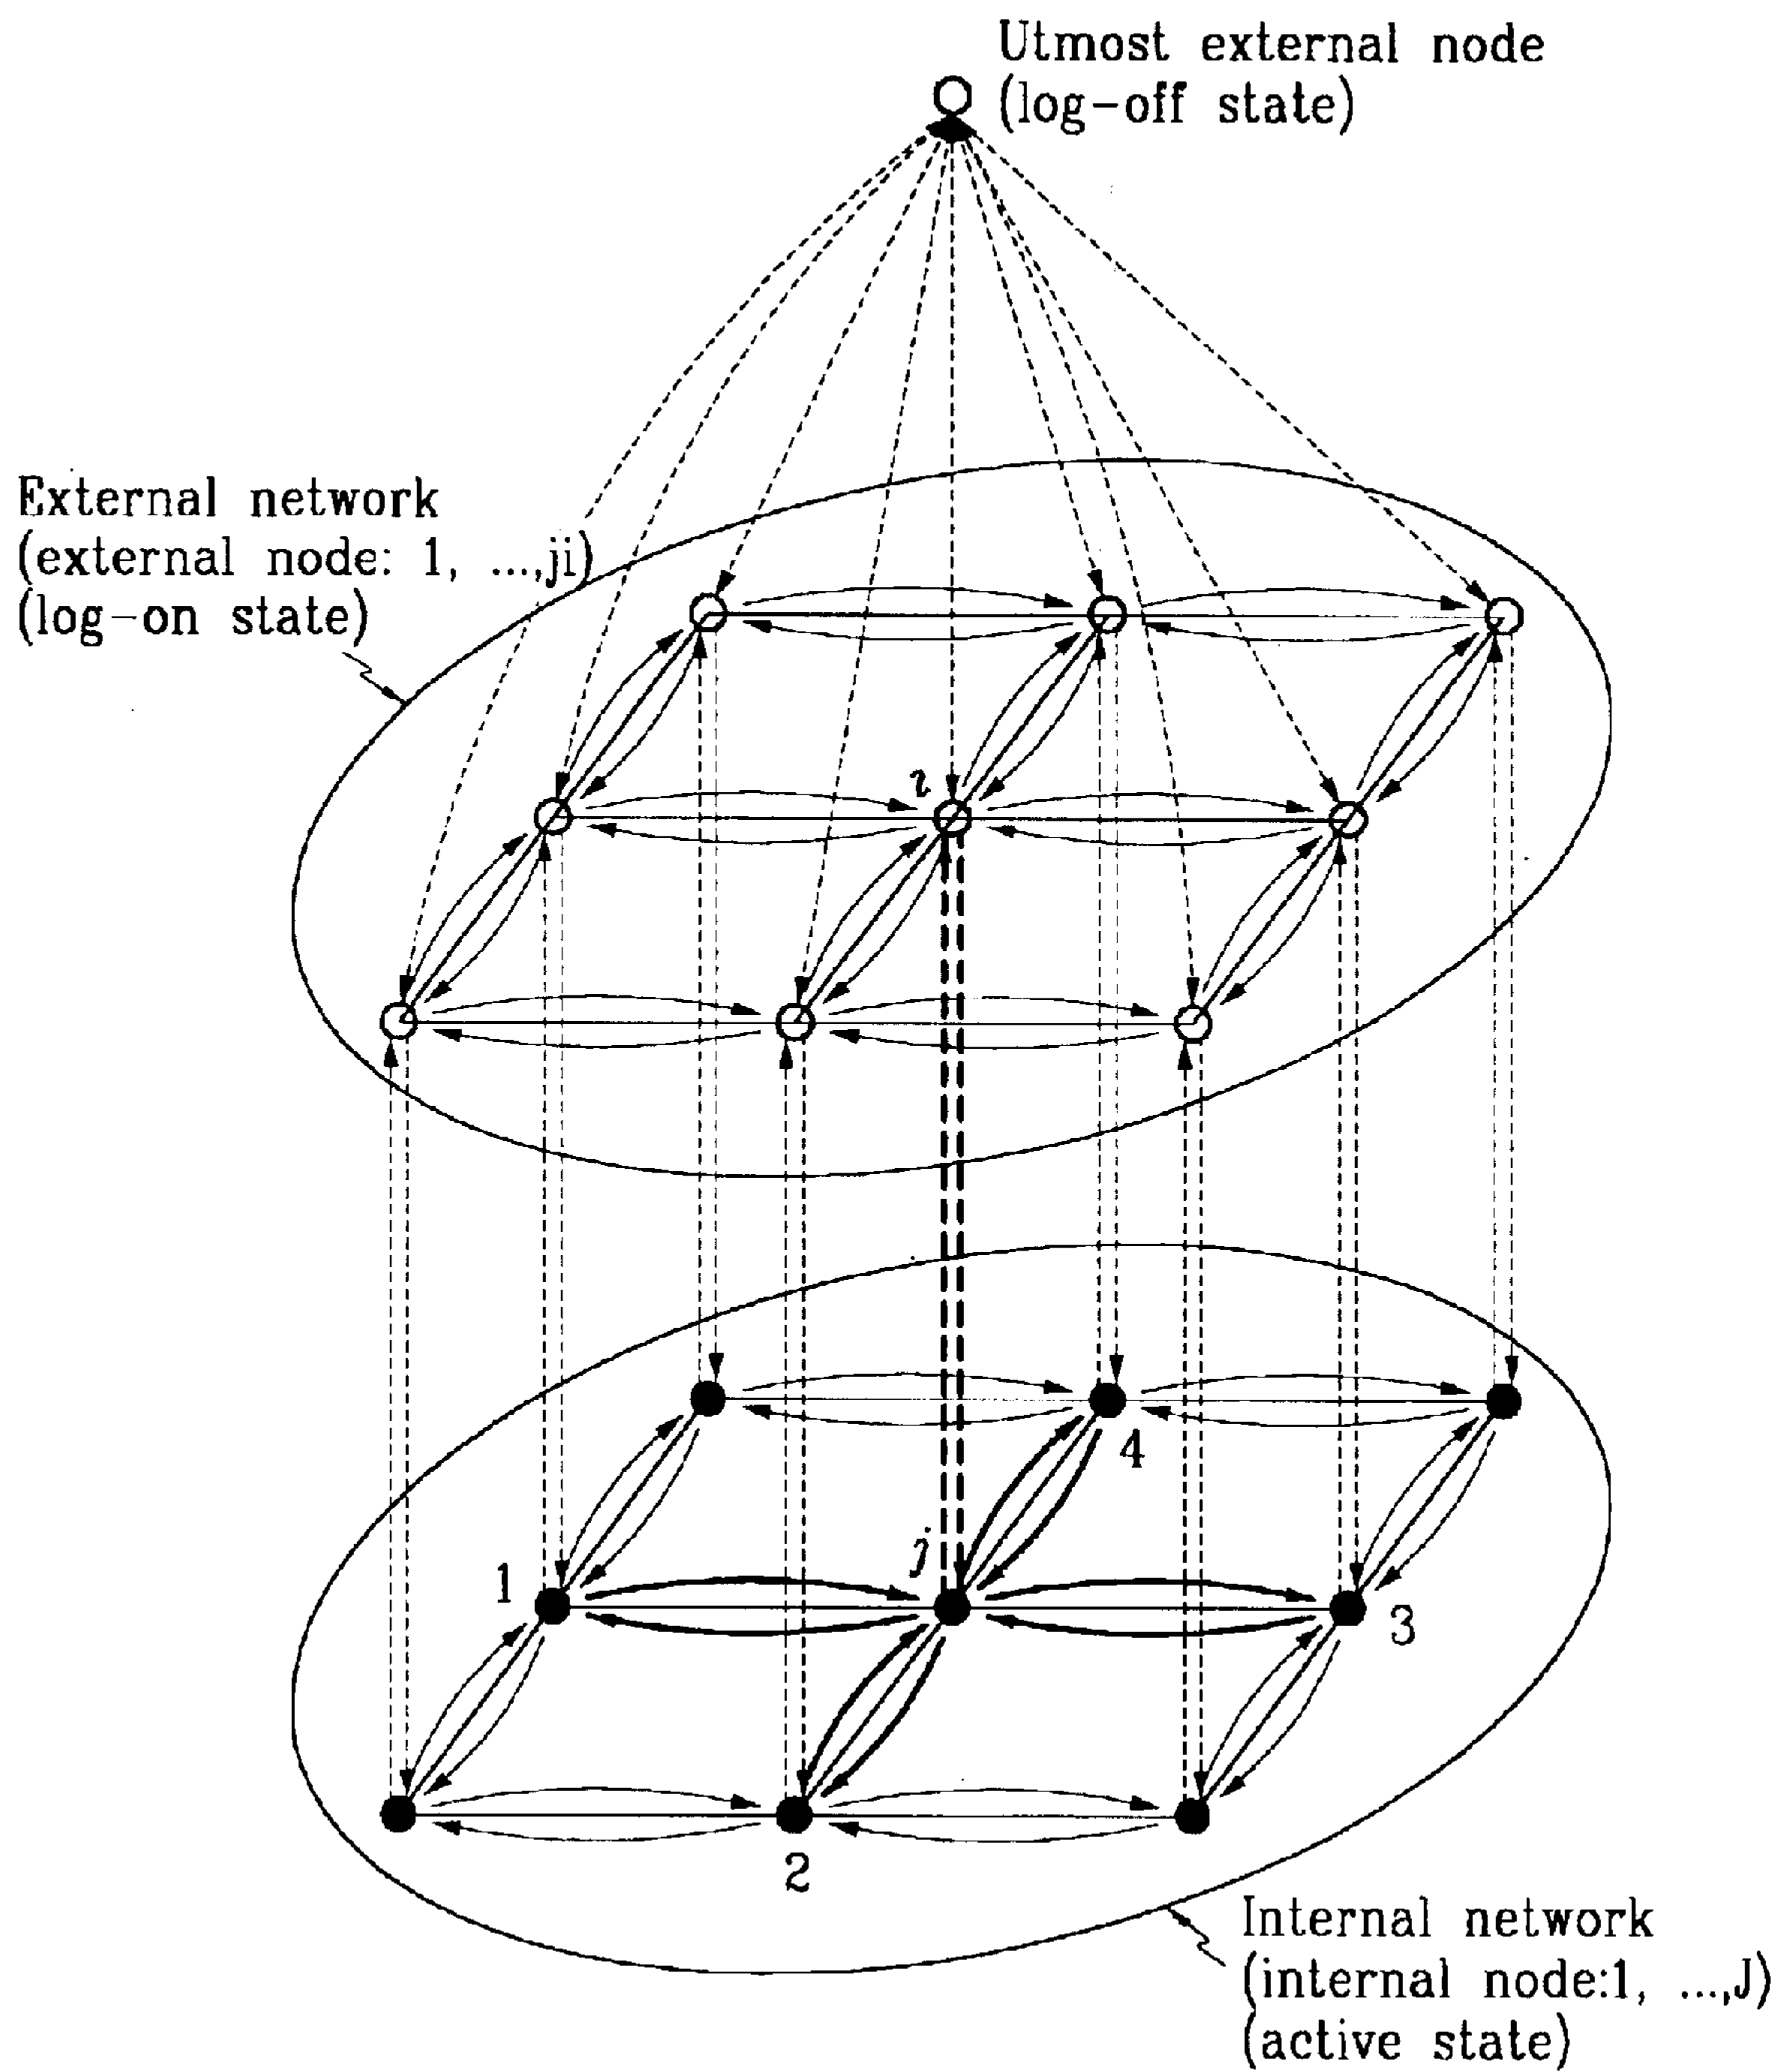 Utmost external node
(log-off state)
External network
(external node: 1, ...,ji)
(log-on state)
i
4
j
1
3
2
Internal network
(internal node:1, ...,J)
(active state)